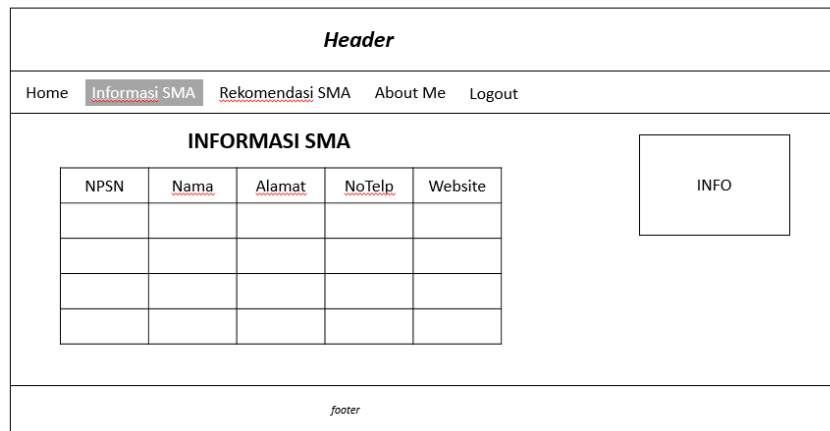 Header
Home Informasi SMA Rekomendasi SMA About Me Logout
INFORMASI SMA
INFO
NPSN Nama Alamat NoTelp Website
footer